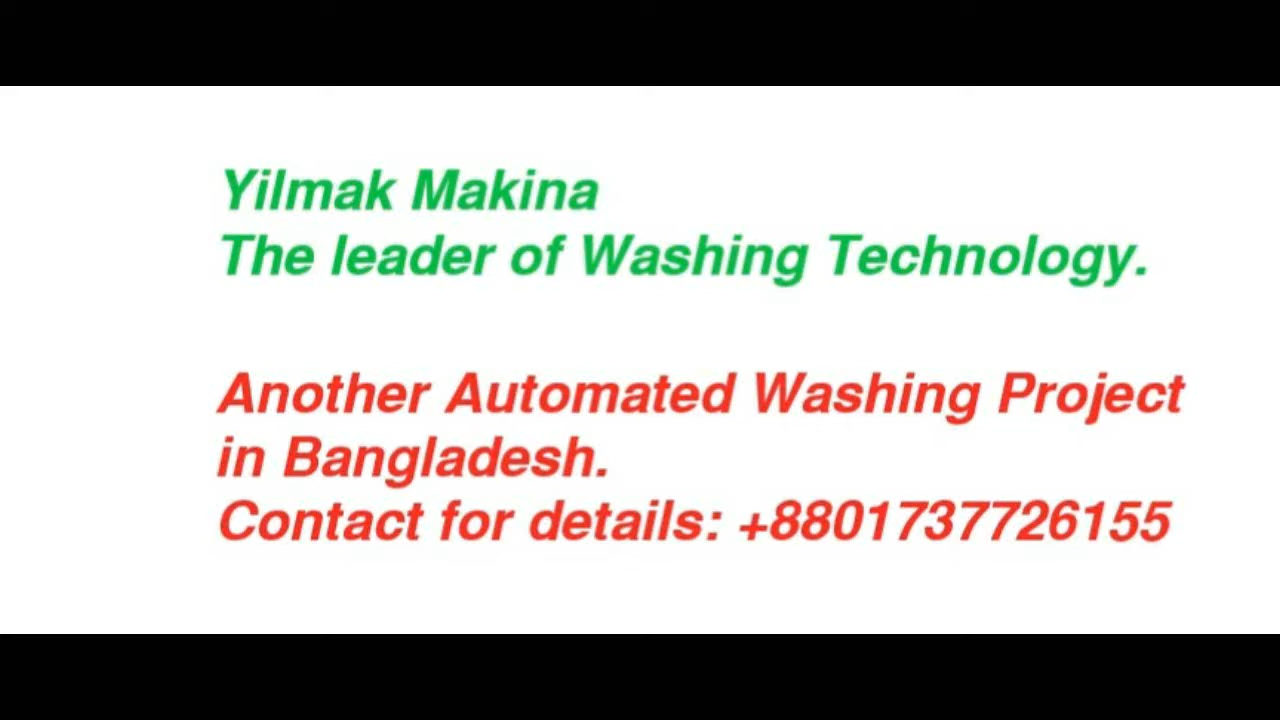 Yilmak Makina
The leader of Washing Technology.
Another Automated Washing Project
in Bangladesh.
Contact for details: +8801737726155